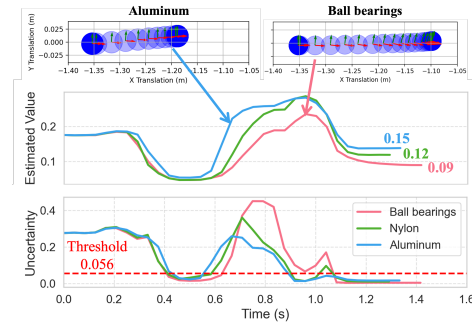 Aluminum
Ball bearings
Y Translation (m)
0.025
0.000
−0.025
−1.40 −1.35 −1.30 −1.25 −1.20 −1.15 −1.10 −1.05
X Translation (m)
−1.40 −1.35 −1.30 −1.25 −1.20 −1.15 −1.10 −1.05
X Translation (m)
Estimated Value
0.2
0.1
0.15
0.12
0.09
Uncertainty
0.4
0.2
0.0
Threshold
0.056
Ball bearings
Nylon
Aluminum
0.0 0.2 0.4 0.6 0.8 1.0 1.2 1.4 1.6
Time (s)